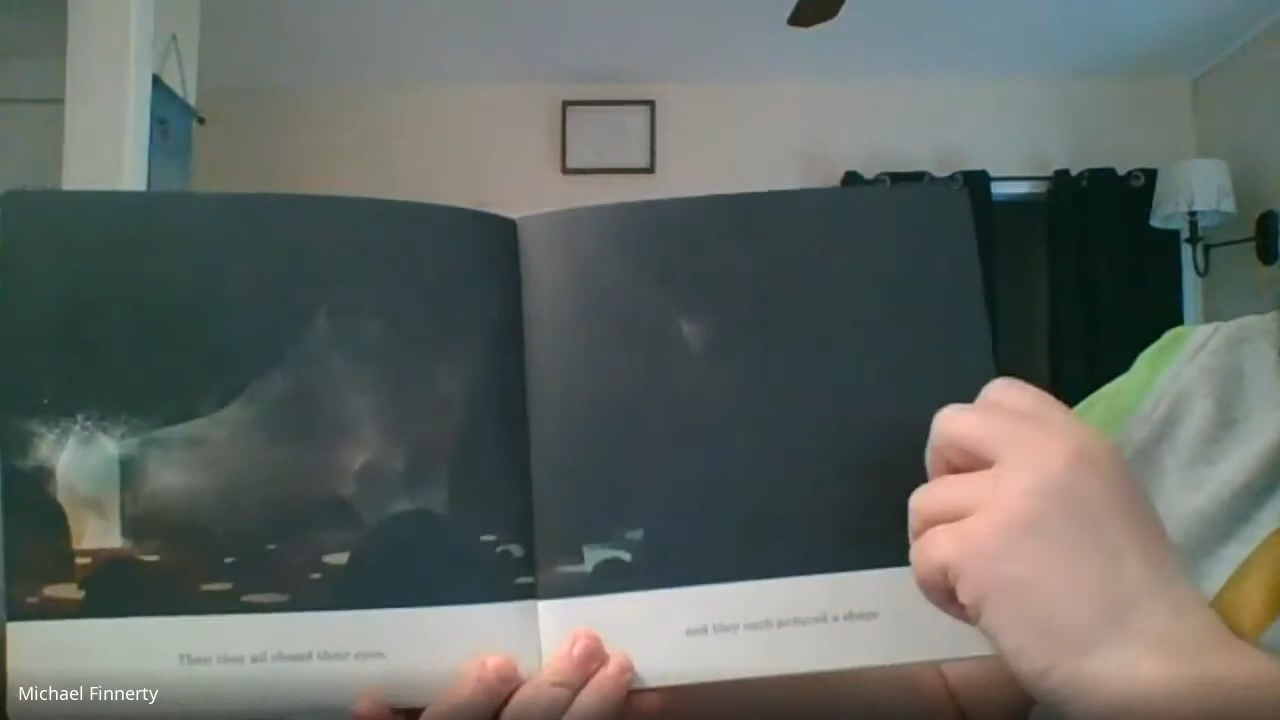 Then they all closed their eyes,
and they each pictured a shape
Michael Finnerty